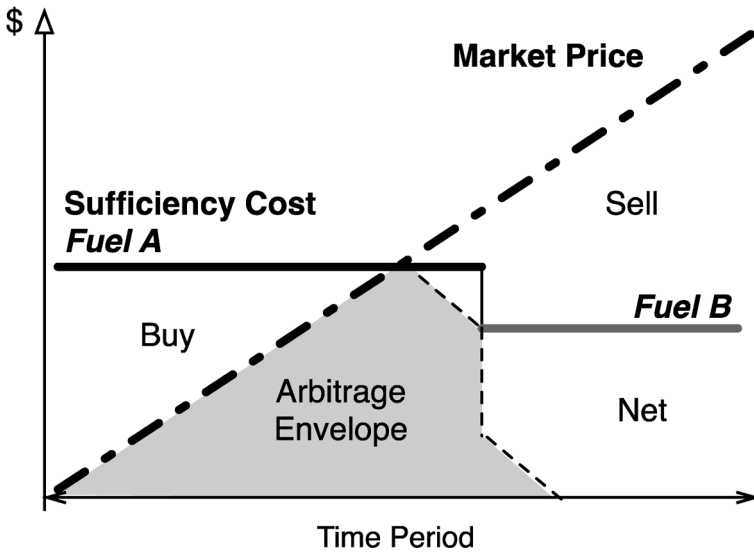 $
Market Price
Sufficiency Cost
Fuel A
Sell
Fuel B
Buy
Arbitrage
Envelope
Net
Time Period